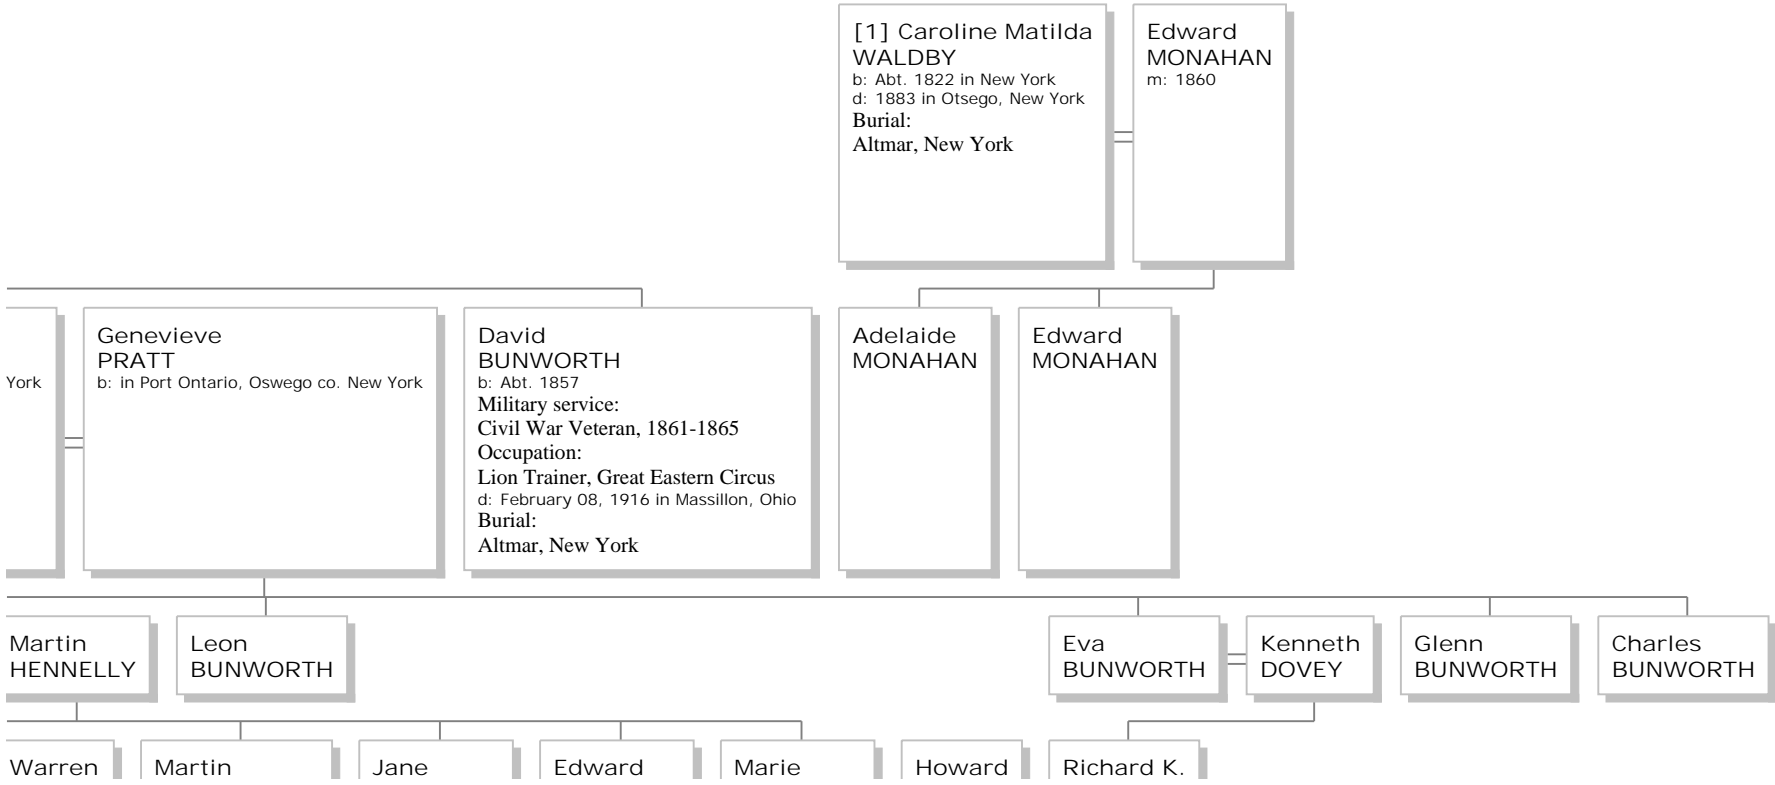 [1] Caroline Matilda
WALDBY
b: Abt. 1822 in New York
d: 1883 in Otsego, New York
Burial:
Altmar, New York
Edward
MONAHAN
m: 1860
York
Genevieve
PRATT
b: in Port Ontario, Oswego co. New York
David
BUNWORTH
b: Abt. 1857
Military service:
Civil War Veteran, 1861-1865
Occupation:
Lion Trainer, Great Eastern Circus
d: February 08, 1916 in Massillon, Ohio
Burial:
Altmar, New York
Adelaide
MONAHAN
Edward
MONAHAN
Martin
HENNELLY
Leon
BUNWORTH
Eva
BUNWORTH
Kenneth
DOVEY
Glenn
BUNWORTH
Charles
BUNWORTH
Warren
Martin
Jane
Edward
Marie
Howard
Richard K.